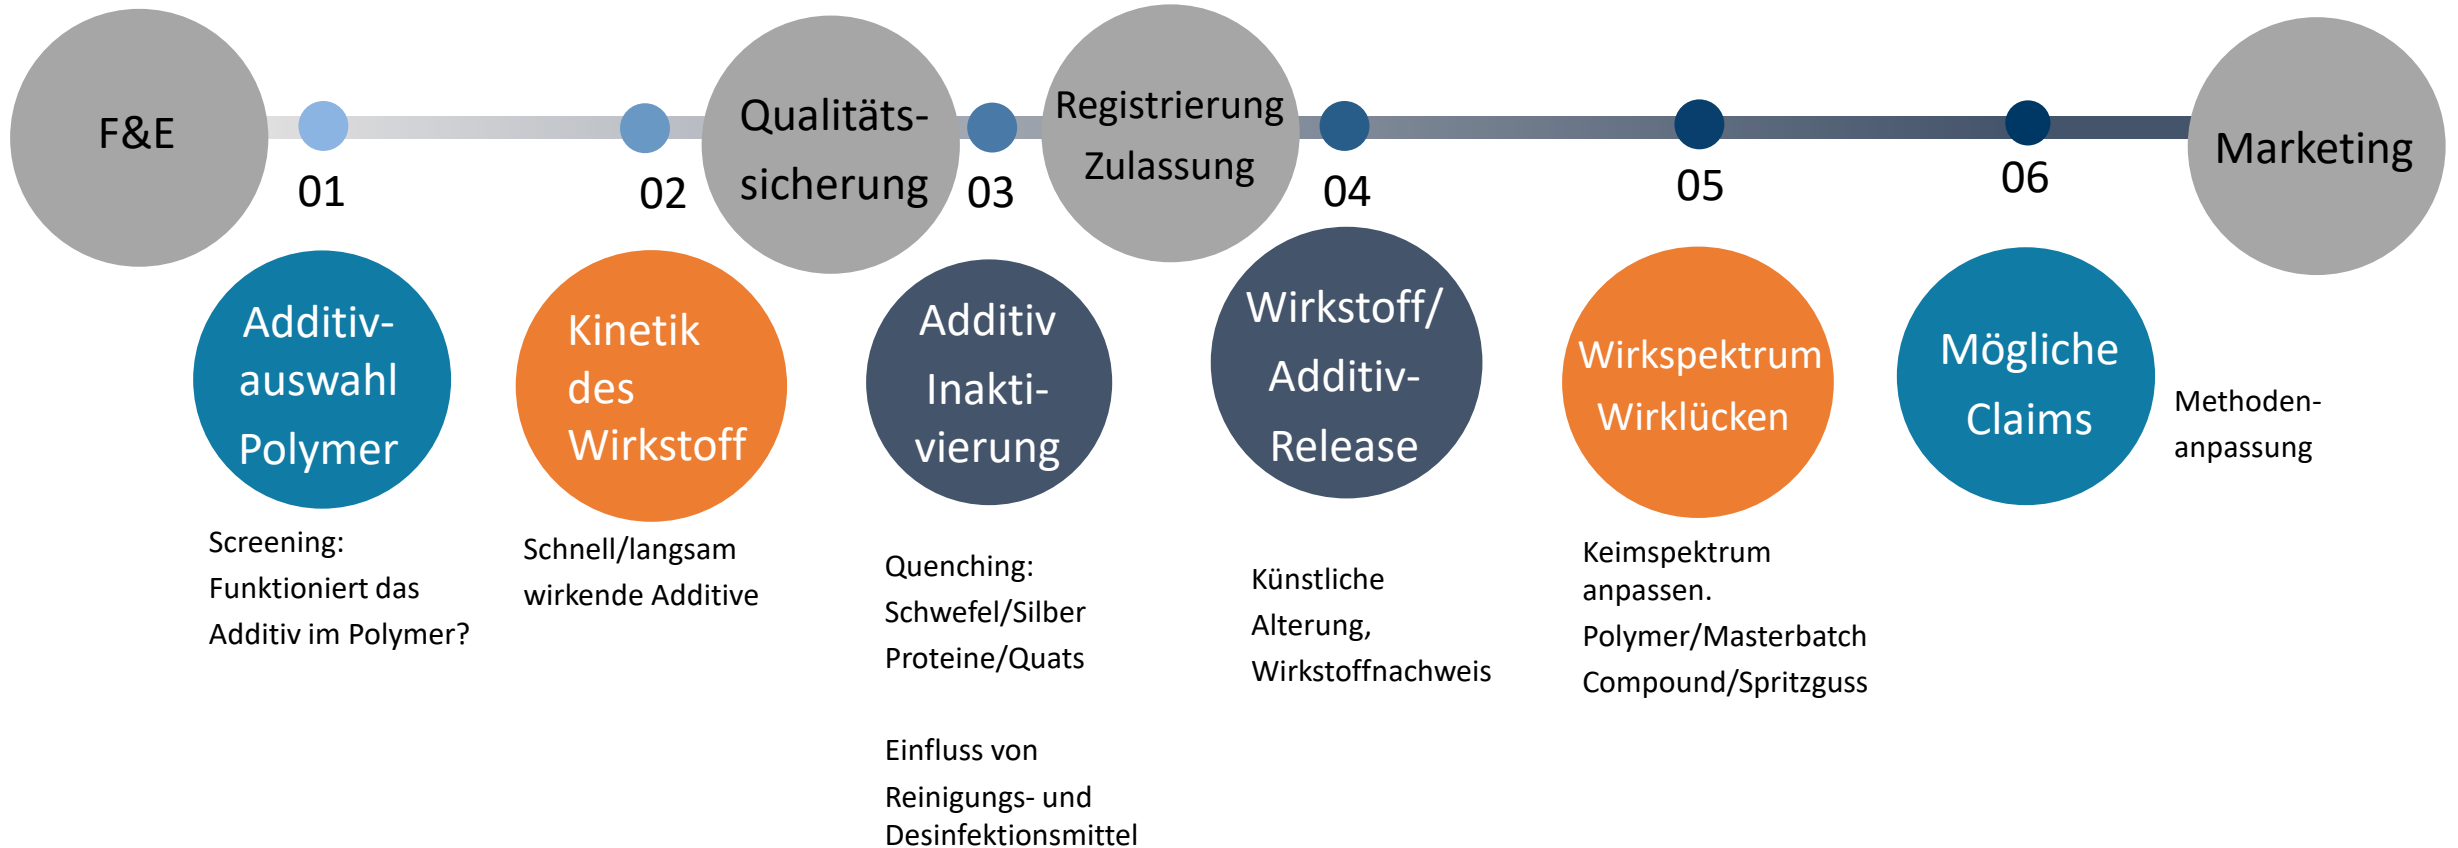 F&E
01
02
Qualitäts-
sicherung
03
Registrierung
Zulassung
04
05
06
Marketing
Additiv-
auswahl
Polymer
Kinetik
des
Wirkstoff
Additiv
Inakti-
vierung
Wirkstoff/
Additiv-
Release
Wirkspektrum
Wirklücken
Mögliche
Claims
Methoden-
anpassung
Screening:
Funktioniert das
Additiv im Polymer?
Schnell/langsam
wirkende Additive
Quenching:
Schwefel/Silber
Proteine/Quats
Einfluss von
Reinigungs- und
Desinfektionsmittel
Künstliche
Alterung,
Wirkstoffnachweis
Keimspektrum
anpassen.
Polymer/Masterbatch
Compound/Spritzguss